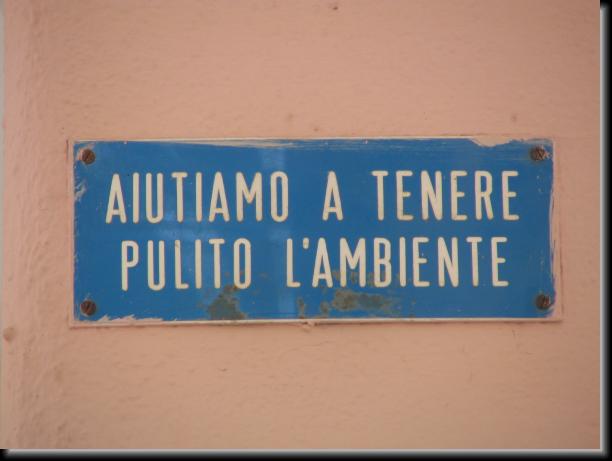 AIUTIAMO A TENERE
PULITO L'AMBIENTE